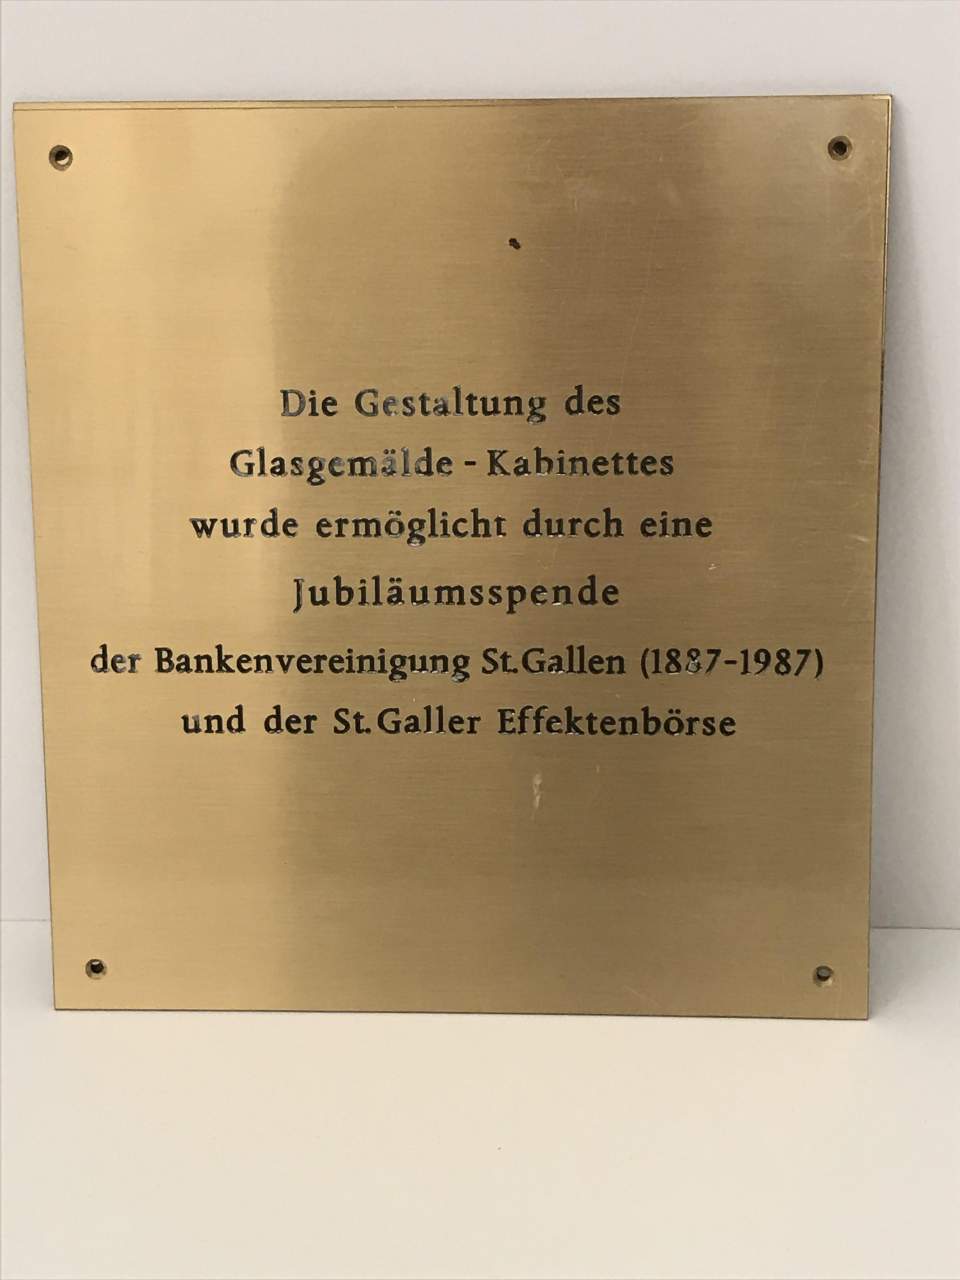 Die Gestaltung des
Glasgemälde - Kabinettes
wurde ermöglicht durch eine
Jubiläumsspende
der Bankenvereinigung St. Gallen (1887-1987)
und der St. Galler Effektenbörse